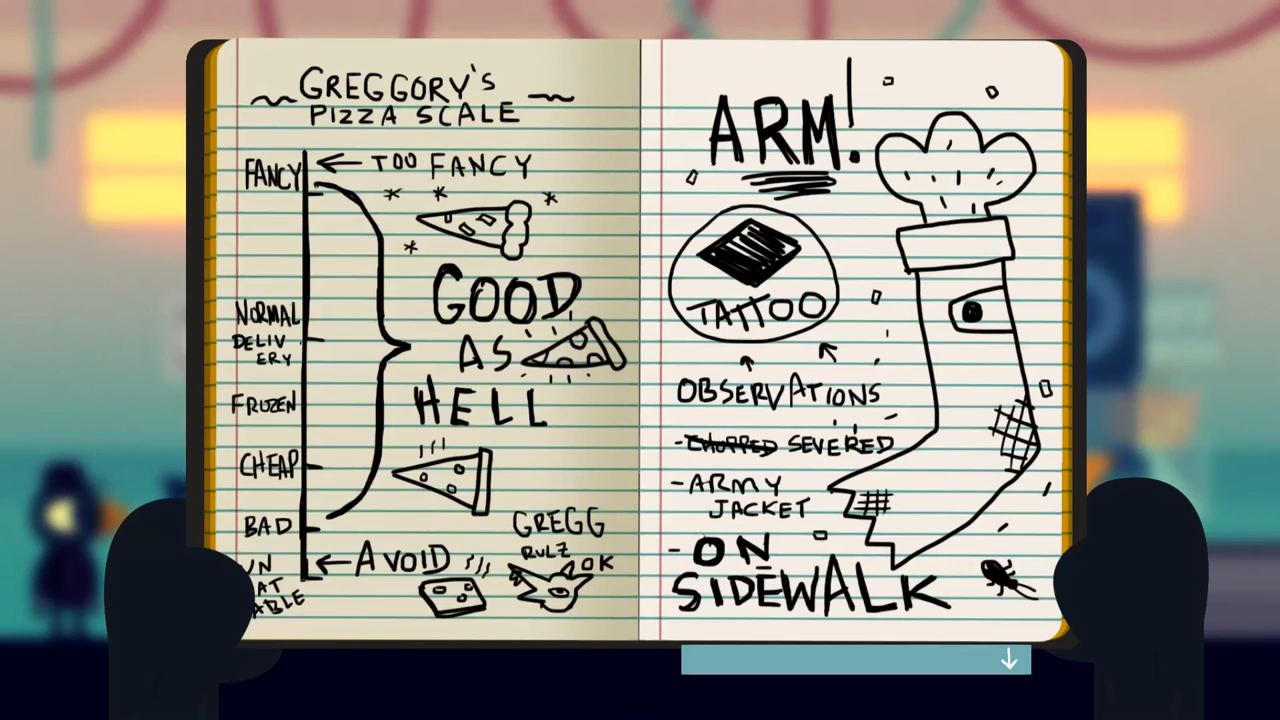 GREGGORY'S
PIZZA SCALE
FANCY
← TOO FANCY
GOOD
NORMAL
DELIV
ERY
AS
FROZEN
HELL
CHEAP
BAD
← AVOID
GREGG
RULZ
OK
ARM!
TATTOO
OBSERVATIONS
- CHOPPED SEVERED
- ARMY
JACKET
- ON
SIDEWALK